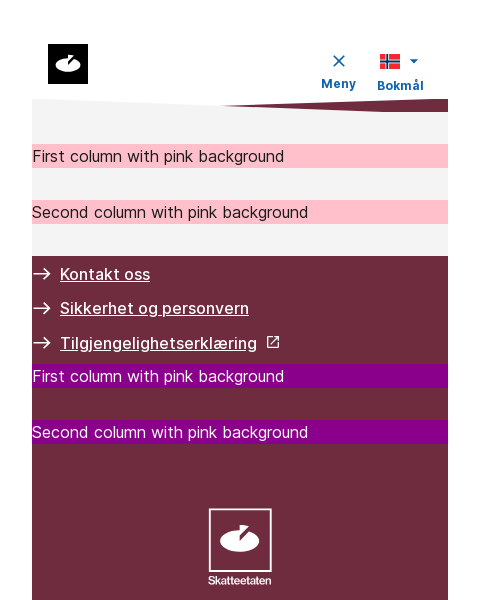 Meny
Bokmål
First column with pink background
Second column with pink background
Kontakt oss
Sikkerhet og personvern
Tilgjengelighetserklæring
First column with pink background
Second column with pink background
Skatteetaten